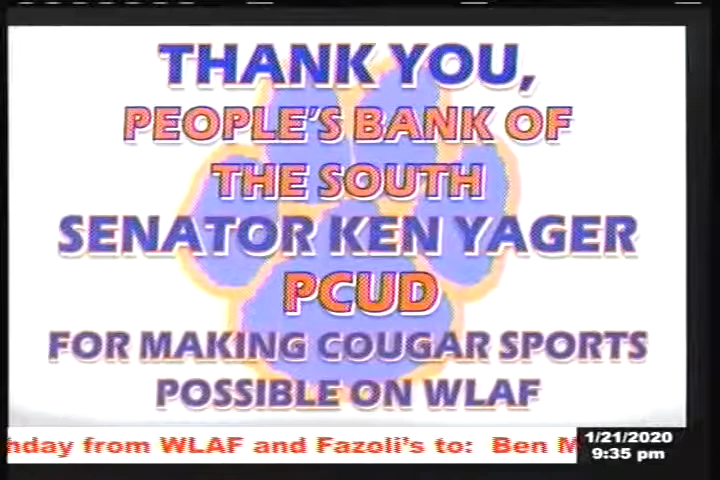 THANK YOU,
PEOPLE'S BANK OF
THE SOUTH
SENATOR KEN YAGER
PCUD
FOR MAKING COUGAR SPORTS
POSSIBLE ON WLAF
from WLAF and Fazoli's to: Ben
1/21/2020
9:35 pm